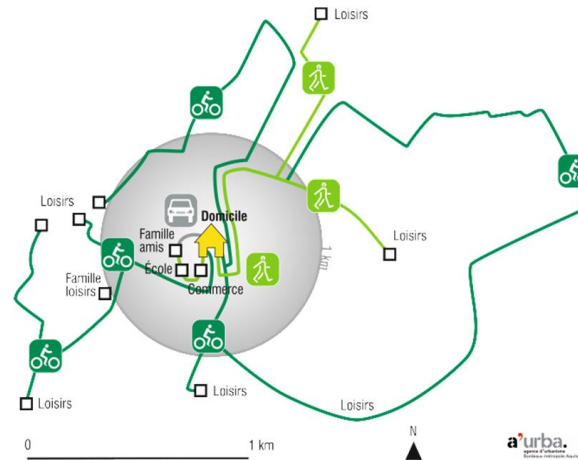 Loisirs
Domicile
Famille
amis
École
Commerce
Loisirs
1 km
Loisirs
Famille
loisirs
Loisirs
Loisirs
Loisirs
0
1 km
N
a'urba.
agence d'urbanisme
Bordeaux métropole Aquitaine